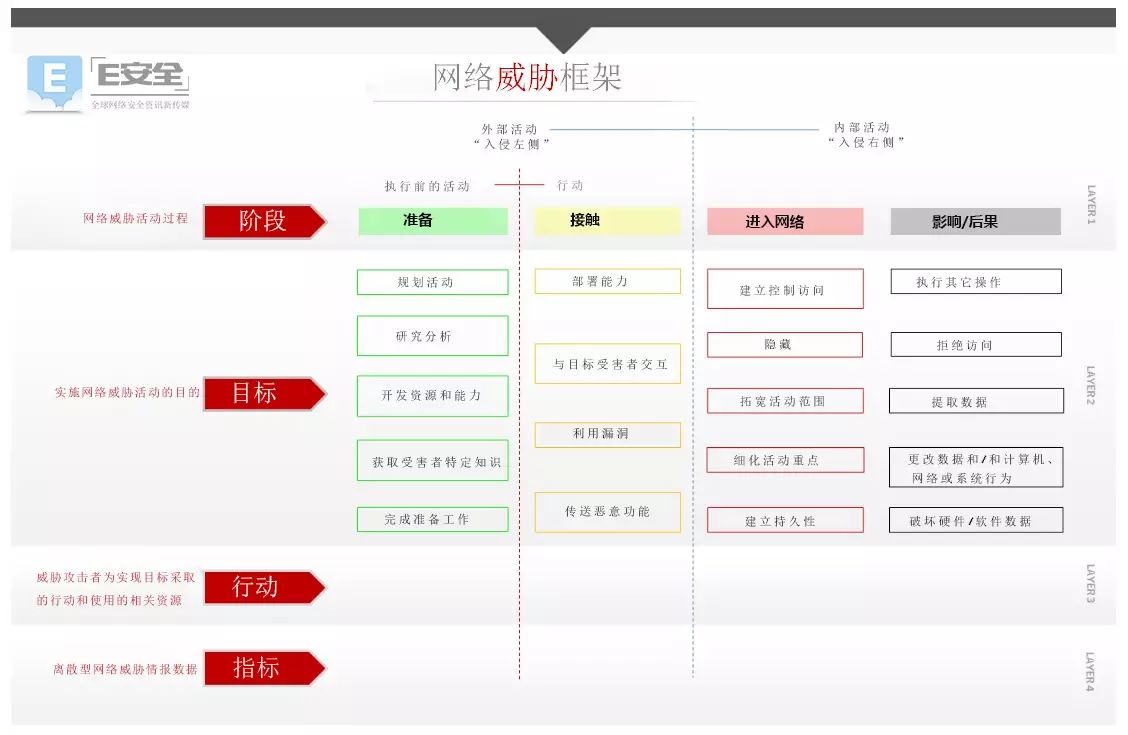 E
E安全
全球网络安全资讯新传媒
网络威胁框架
外部活动
“入侵左侧”
内部活动
“入侵右侧”
执行前的活动
行动
网络威胁活动过程
阶段
准备
接触
进入网络
影响/后果
LAYER 1
规划活动
部署能力
建立控制访问
执行其它操作
研究分析
与目标受害者交互
隐藏
拒绝访问
实施网络威胁活动的目的
目标
开发资源和能力
利用漏洞
拓宽活动范围
提取数据
LAYER 2
获取受害者特定知识
细化活动重点
更改数据和/和计算机、
网络或系统行为
完成准备工作
传送恶意功能
建立持久性
破坏硬件/软件数据
威胁攻击者为实现目标采取
的行动和使用的相关资源
行动
LAYER 3
离散型网络威胁情报数据
指标
LAYER 4